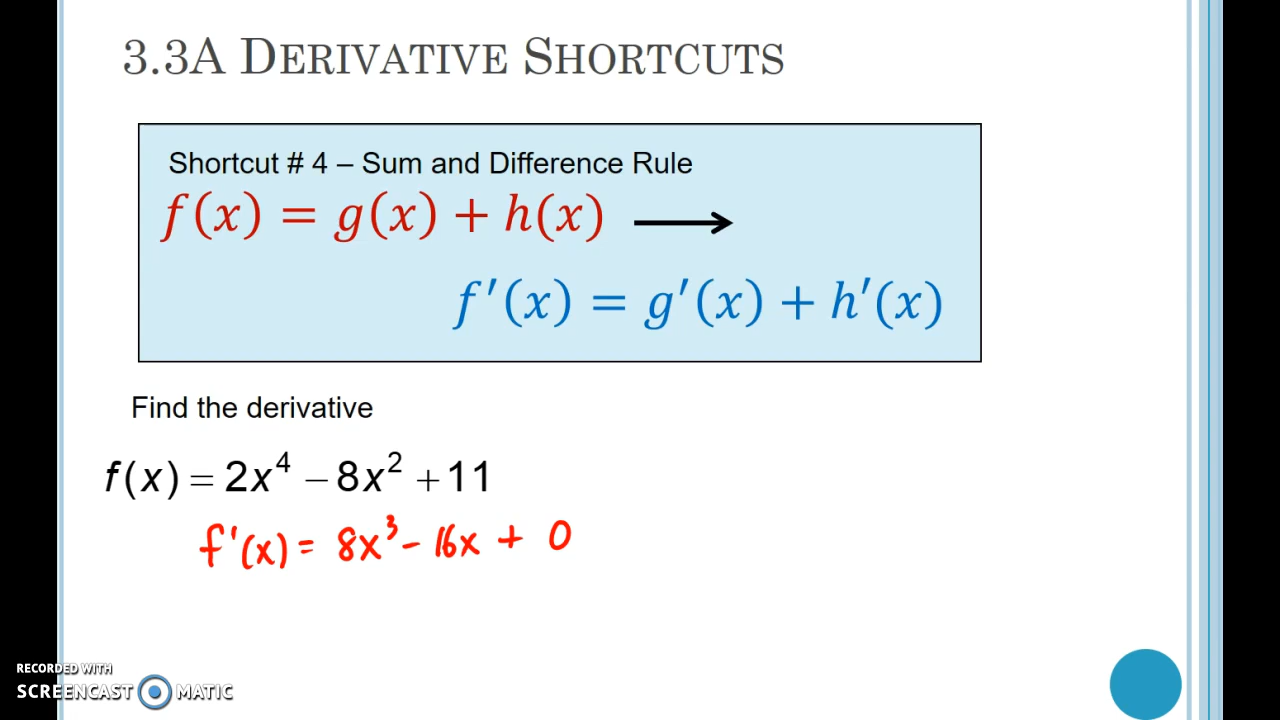 3.3A DERIVATIVE SHORTCUTS
Shortcut # 4 – Sum and Difference Rule
f(x) = g(x) + h(x) ⟶
f′(x) = g′(x) + h′(x)
Find the derivative
f(x) = 2x⁴ − 8x² + 11
f'(x) = 8x³ − 16x + 0
RECORDED WITH
SCREENCAST MATIC